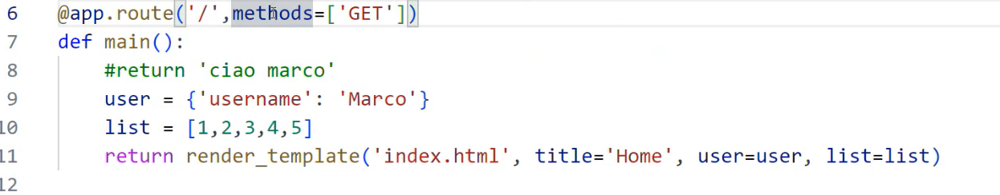 6 @app.route('/',methods=['GET'])
7 def main():
8 #return 'ciao marco'
9 user = {'username': 'Marco'}
10 list = [1,2,3,4,5]
11 return render_template('index.html', title='Home', user=user, list=list)
12